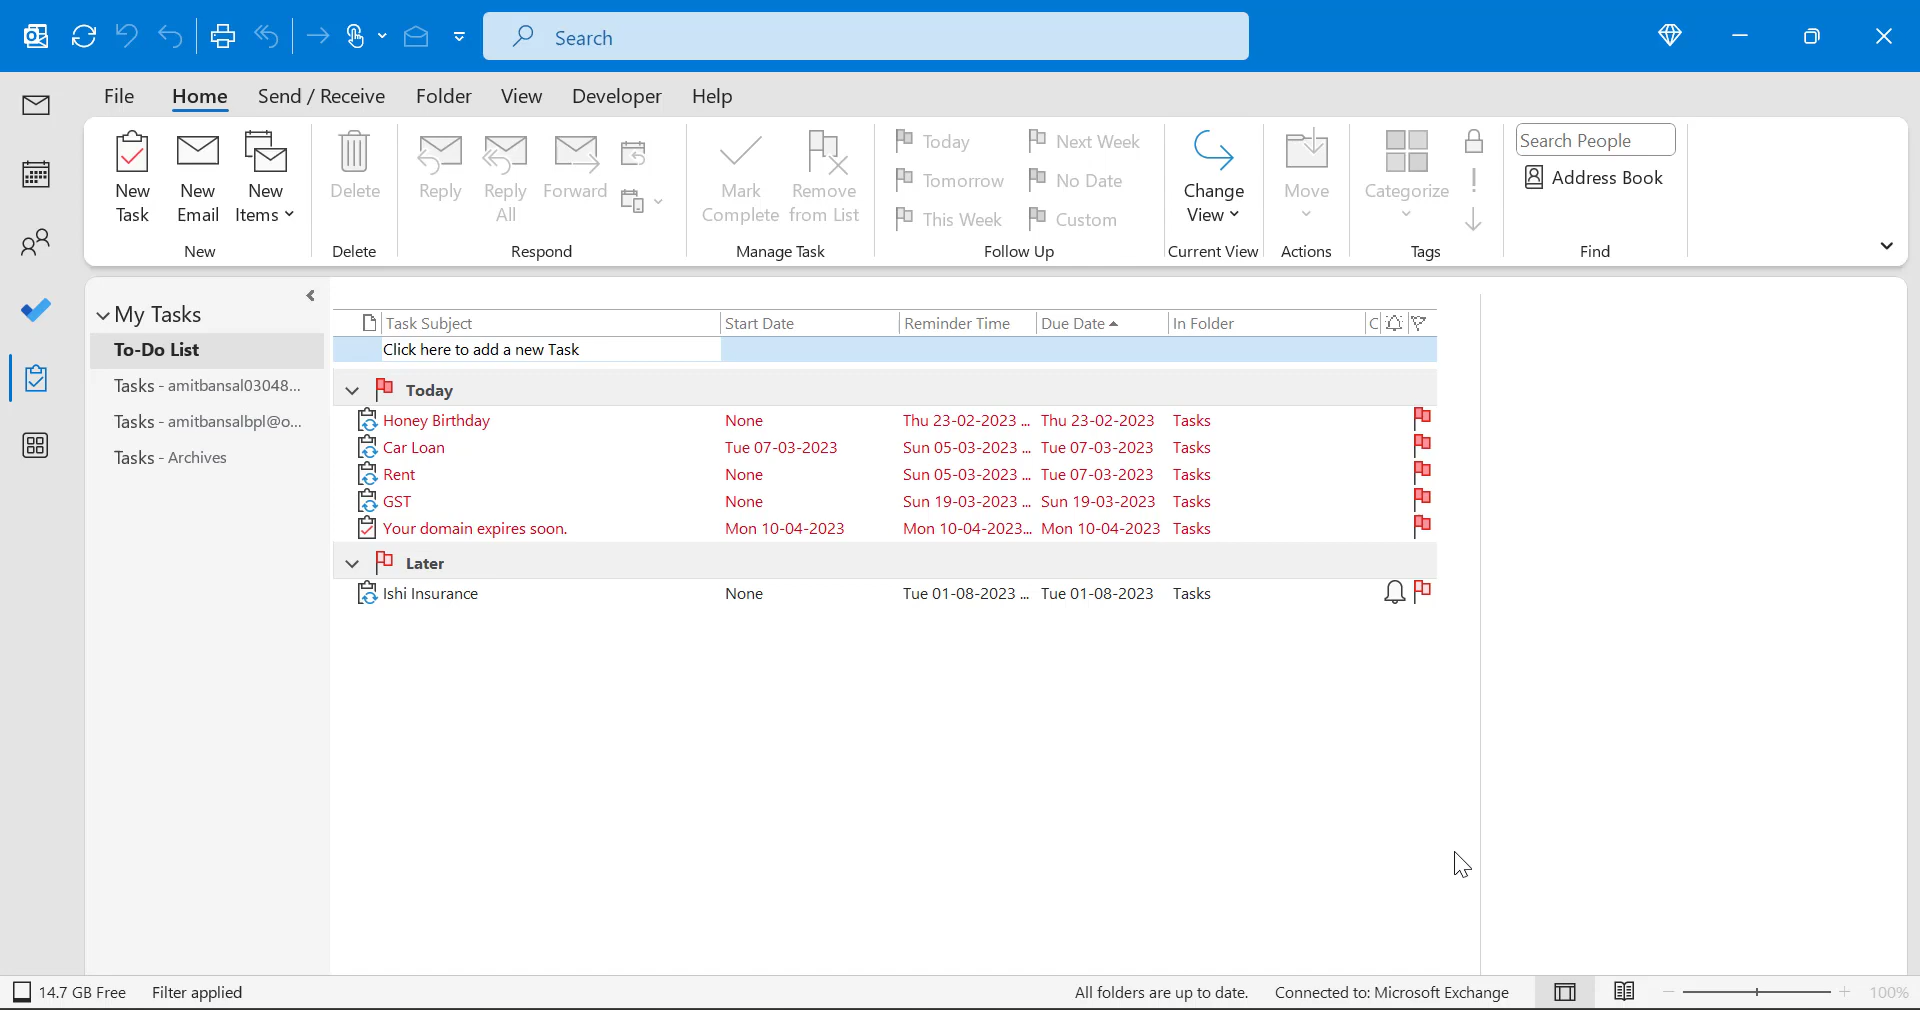 Search
File Home Send / Receive Folder View Developer Help
New Task
New Email
New Items
New
Delete
Delete
Reply
Reply All
Forward
Respond
Mark Complete
Remove from List
Manage Task
Today
Tomorrow
This Week
Next Week
No Date
Custom
Follow Up
Change View
Current View
Move
Actions
Categorize
Tags
Search People
Address Book
Find
My Tasks
To-Do List
Tasks - amitbansal03048...
Tasks - amitbansalbpl@o...
Tasks - Archives
Task Subject Start Date Reminder Time Due Date In Folder C
Click here to add a new Task
Today
Honey Birthday None Thu 23-02-2023 ... Thu 23-02-2023 Tasks
Car Loan Tue 07-03-2023 Sun 05-03-2023 ... Tue 07-03-2023 Tasks
Rent None Sun 05-03-2023 ... Tue 07-03-2023 Tasks
GST None Sun 19-03-2023 ... Sun 19-03-2023 Tasks
Your domain expires soon. Mon 10-04-2023 Mon 10-04-2023... Mon 10-04-2023 Tasks
Later
Ishi Insurance None Tue 01-08-2023 ... Tue 01-08-2023 Tasks
14.7 GB Free Filter applied All folders are up to date. Connected to: Microsoft Exchange 100%